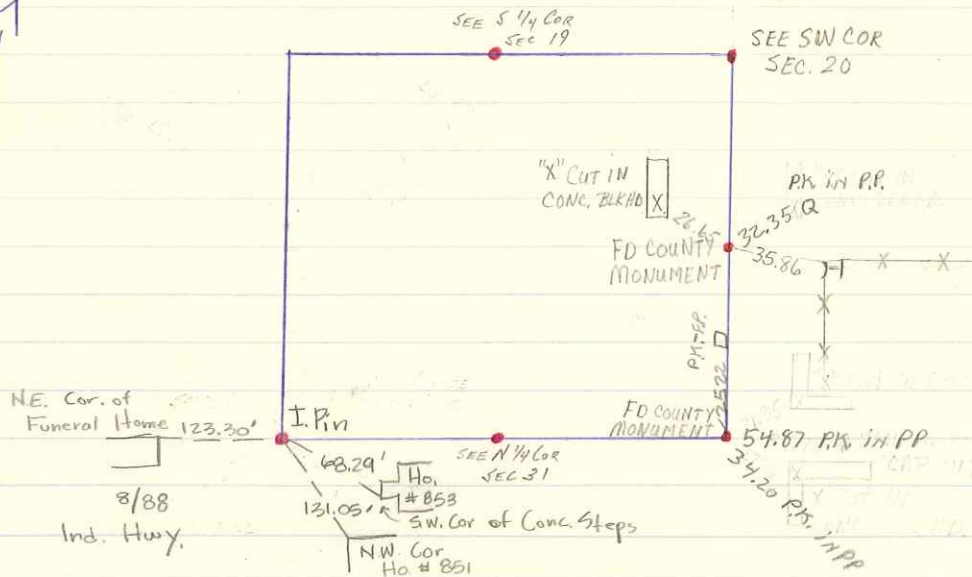 SEE S 1/4 COR
SEC 19
SEE SW COR
SEC. 20
"X" CUT IN
CONC. BLKHD
X
P.K. IN P.P.
26.65
32.35
FD COUNTY
MONUMENT
35.86
P.K.-P.P.
25.22
N.E. Cor. of
Funeral Home 123.30'
I. Pin
FD COUNTY
MONUMENT
54.87 P.K. IN PP
34.20 P.K. IN PP
SEE N 1/4 COR
SEC 31
68.29'
Ho.
# 853
8/88
131.05'
S.W. Cor of Conc. Steps
Ind. Hwy.
N.W. Cor
Ho. # 851